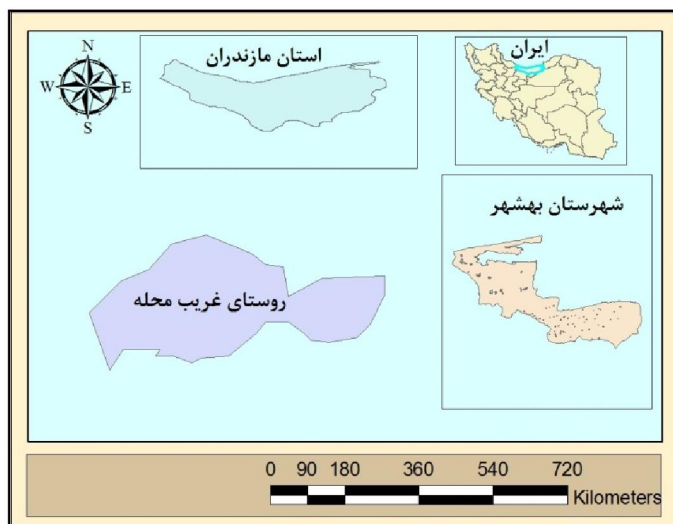 ایران
استان مازندران
N
W E
S
شهرستان بهشهر
روستای غریب محله
0 90 180 360 540 720
Kilometers